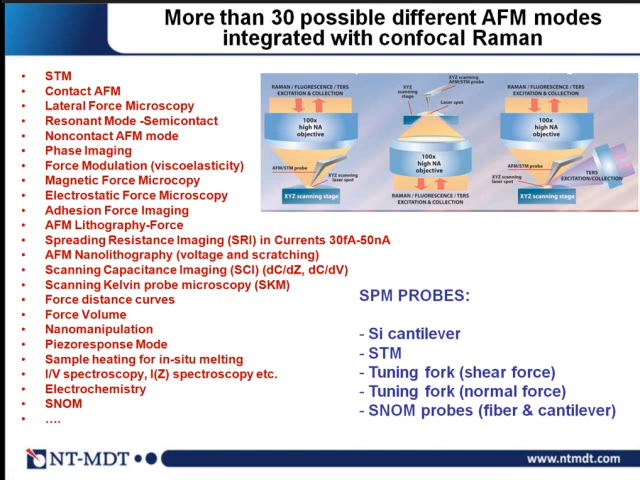 More than 30 possible different AFM modes
integrated with confocal Raman
• STM
• Contact AFM
• Lateral Force Microscopy
• Resonant Mode -Semicontact
• Noncontact AFM mode
• Phase Imaging
• Force Modulation (viscoelasticity)
• Magnetic Force Microcopy
• Electrostatic Force Microscopy
• Adhesion Force Imaging
• AFM Lithography-Force
• Spreading Resistance Imaging (SRI) in Currents 30fA-50nA
• AFM Nanolithography (voltage and scratching)
• Scanning Capacitance Imaging (SCI) (dC/dZ, dC/dV)
• Scanning Kelvin probe microscopy (SKM)
• Force distance curves
• Force Volume
• Nanomanipulation
• Piezoresponse Mode
• Sample heating for in-situ melting
• I/V spectroscopy, I(Z) spectroscopy etc.
• Electrochemistry
• SNOM
• ….
RAMAN / FLUORESCENCE / TERS
EXCITATION & COLLECTION
100x
high NA
objective
AFM/STM probe
XYZ scanning
laser spot
XYZ scanning stage
XYZ scanning
stage
XYZ scanning
AFM/STM probe
Laser spot
100x
high NA
objective
RAMAN / FLUORESCENCE / TERS
EXCITATION & COLLECTION
RAMAN / FLUORESCENCE / TERS
EXCITATION & COLLECTION
100x
high NA
objective
AFM/STM probe
TERS
EXCITATION/COLLECTION
XYZ scanning
laser spot
XYZ scanning stage
SPM PROBES:
- Si cantilever
- STM
- Tuning fork (shear force)
- Tuning fork (normal force)
- SNOM probes (fiber & cantilever)
NT-MDT
www.ntmdt.com